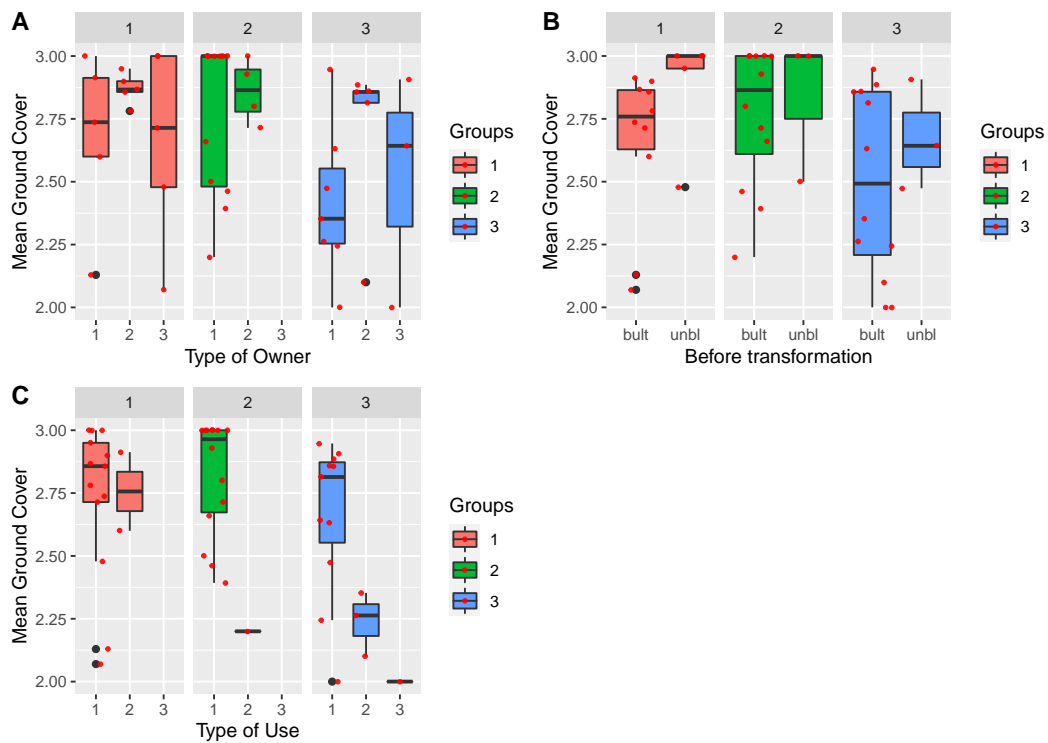 A
1 2 3
Mean Ground Cover
3.00
2.75
2.50
2.25
2.00
1 2 3 1 2 3 1 2 3
Type of Owner
Groups
1
2
3
B
1 2 3
Mean Ground Cover
3.00
2.75
2.50
2.25
2.00
bult unbl bult unbl bult unbl
Before transformation
Groups
1
2
3
C
1 2 3
Mean Ground Cover
3.00
2.75
2.50
2.25
2.00
1 2 3 1 2 3 1 2 3
Type of Use
Groups
1
2
3